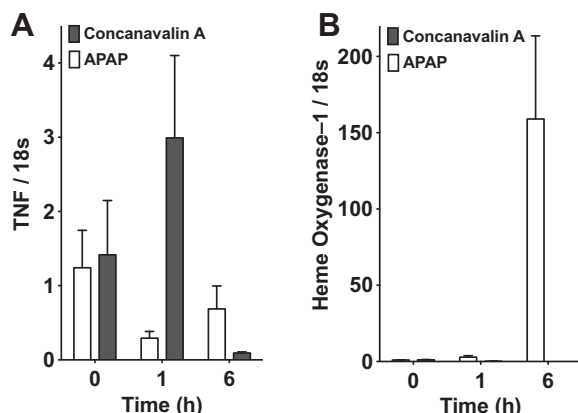 A
Concanavalin A
APAP
TNF / 18s
4
3
2
1
0
0 1 6
Time (h)
B
Concanavalin A
APAP
Heme Oxygenase–1 / 18s
200
150
100
50
0
0 1 6
Time (h)